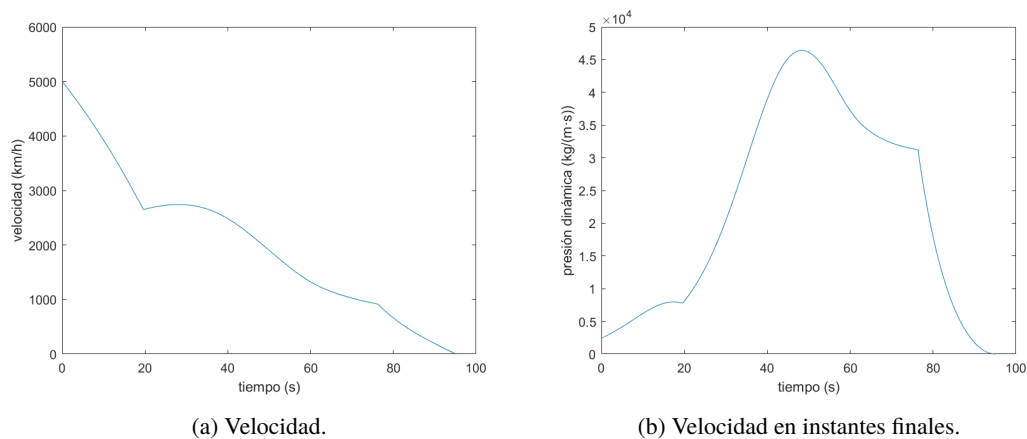 6000
5000
4000
3000
2000
1000
0
velocidad (km/h)
0 20 40 60 80 100
tiempo (s)
(a) Velocidad.
×10⁴
5
4.5
4
3.5
3
2.5
2
1.5
1
0.5
0
presión dinámica (kg/(m·s))
0 20 40 60 80 100
tiempo (s)
(b) Velocidad en instantes finales.